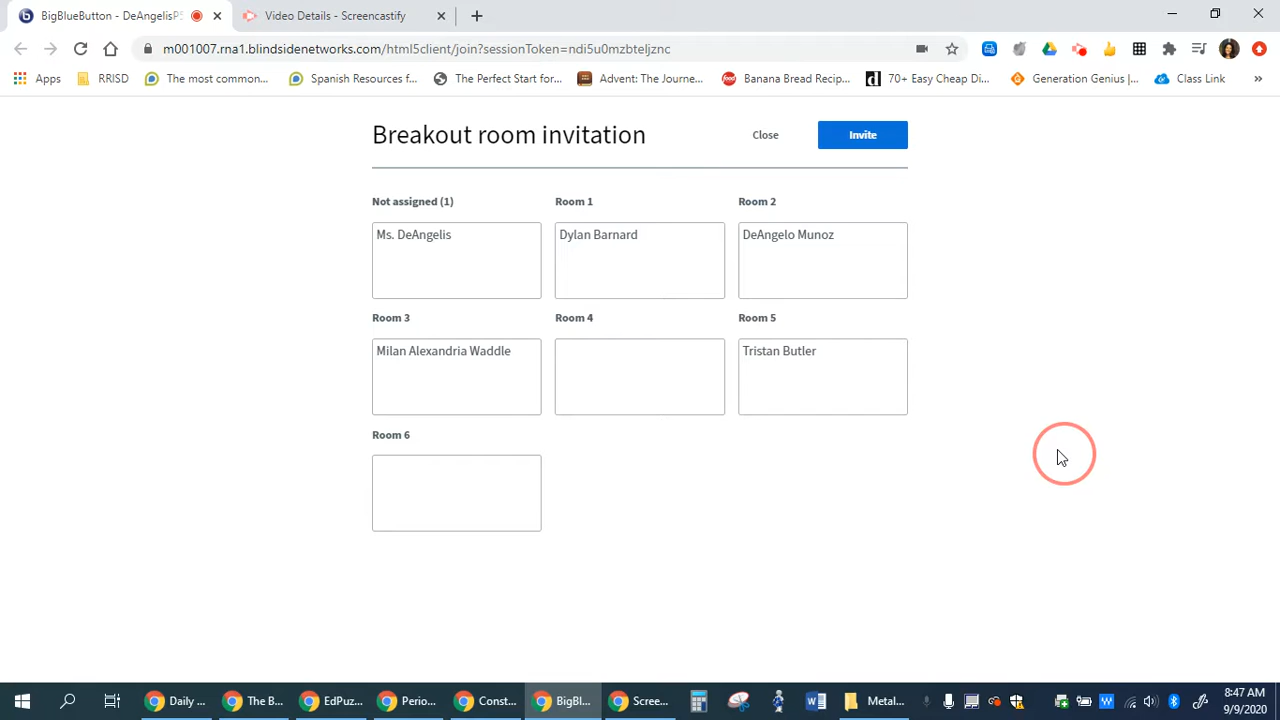 BigBlueButton - DeAngelisP5
Video Details - Screencastify
m001007.rna1.blindsidenetworks.com/html5client/join?sessionToken=ndi5u0mzbteljznc
Apps
RRISD
The most common...
Spanish Resources f...
The Perfect Start for...
Advent: The Journe...
food
Banana Bread Recip...
d
70+ Easy Cheap Di...
Generation Genius |...
Class Link
»
Breakout room invitation
Close
Invite
Not assigned (1)
Room 1
Room 2
Ms. DeAngelis
Dylan Barnard
DeAngelo Munoz
Room 3
Room 4
Room 5
Milan Alexandria Waddle
Tristan Butler
Room 6
Daily ...
The B...
EdPuz...
Perio...
Const...
BigBl...
Scree...
Metal...
8:47 AM
9/9/2020